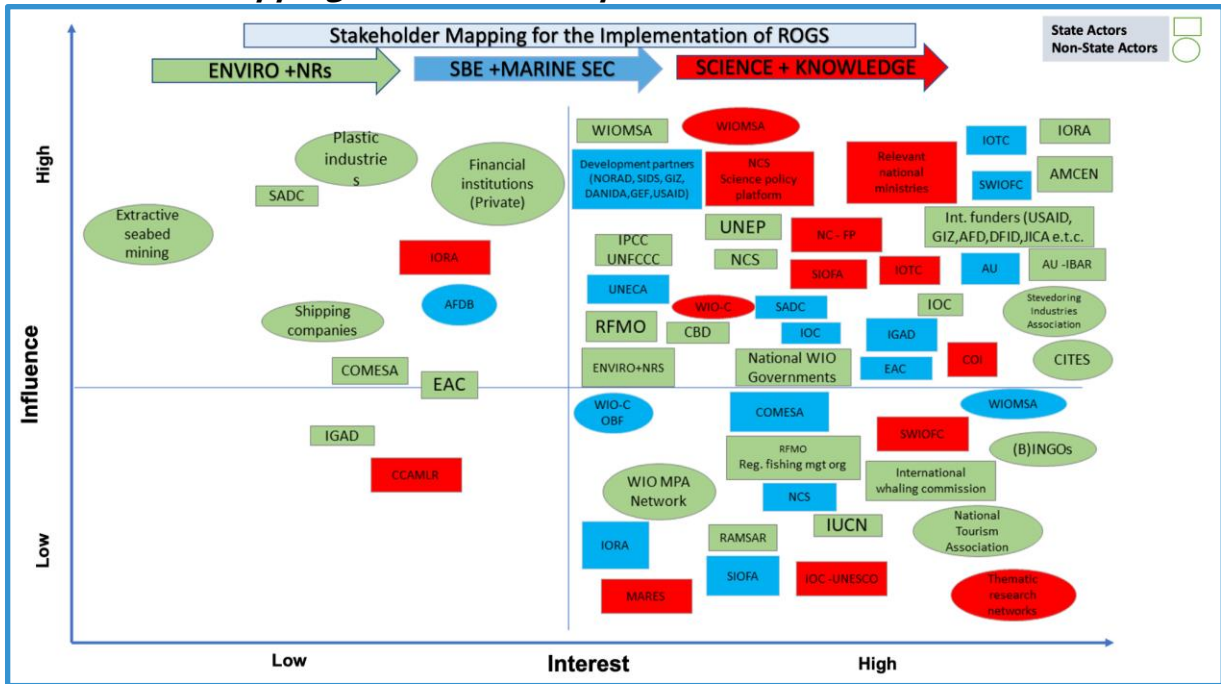 Stakeholder Mapping for the Implementation of ROGS
State Actors
Non-State Actors
ENVIRO +NRs
SBE +MARINE SEC
SCIENCE + KNOWLEDGE
High
Influence
Low
Plastic
industrie
s
SADC
Extractive
seabed
mining
Financial
institutions
(Private)
IORA
AFDB
Shipping
companies
COMESA
EAC
WIOMSA
WIOMSA
IOTC
IORA
Development partners
(NORAD, SIDS, GIZ,
DANIDA,GEF,USAID)
NCS
Science policy
platform
Relevant
national
ministries
SWIOFC
AMCEN
UNEP
NC - FP
Int. funders (USAID,
GIZ,AFD,DFID,JICA e.t.c.
IPCC
UNFCCC
NCS
SIOFA
IOTC
AU
AU -IBAR
UNECA
WIO-C
SADC
IOC
Stevedoring
Industries
Association
RFMO
CBD
IOC
IGAD
ENVIRO+NRS
National WIO
Governments
EAC
COI
CITES
IGAD
CCAMLR
WIO-C
OBF
COMESA
WIOMSA
SWIOFC
(B)INGOs
RFMO
Reg. fishing mgt org
International
whaling commission
WIO MPA
Network
NCS
IUCN
National
Tourism
Association
IORA
RAMSAR
SIOFA
IOC -UNESCO
MARES
Thematic
research
networks
Low
Interest
High